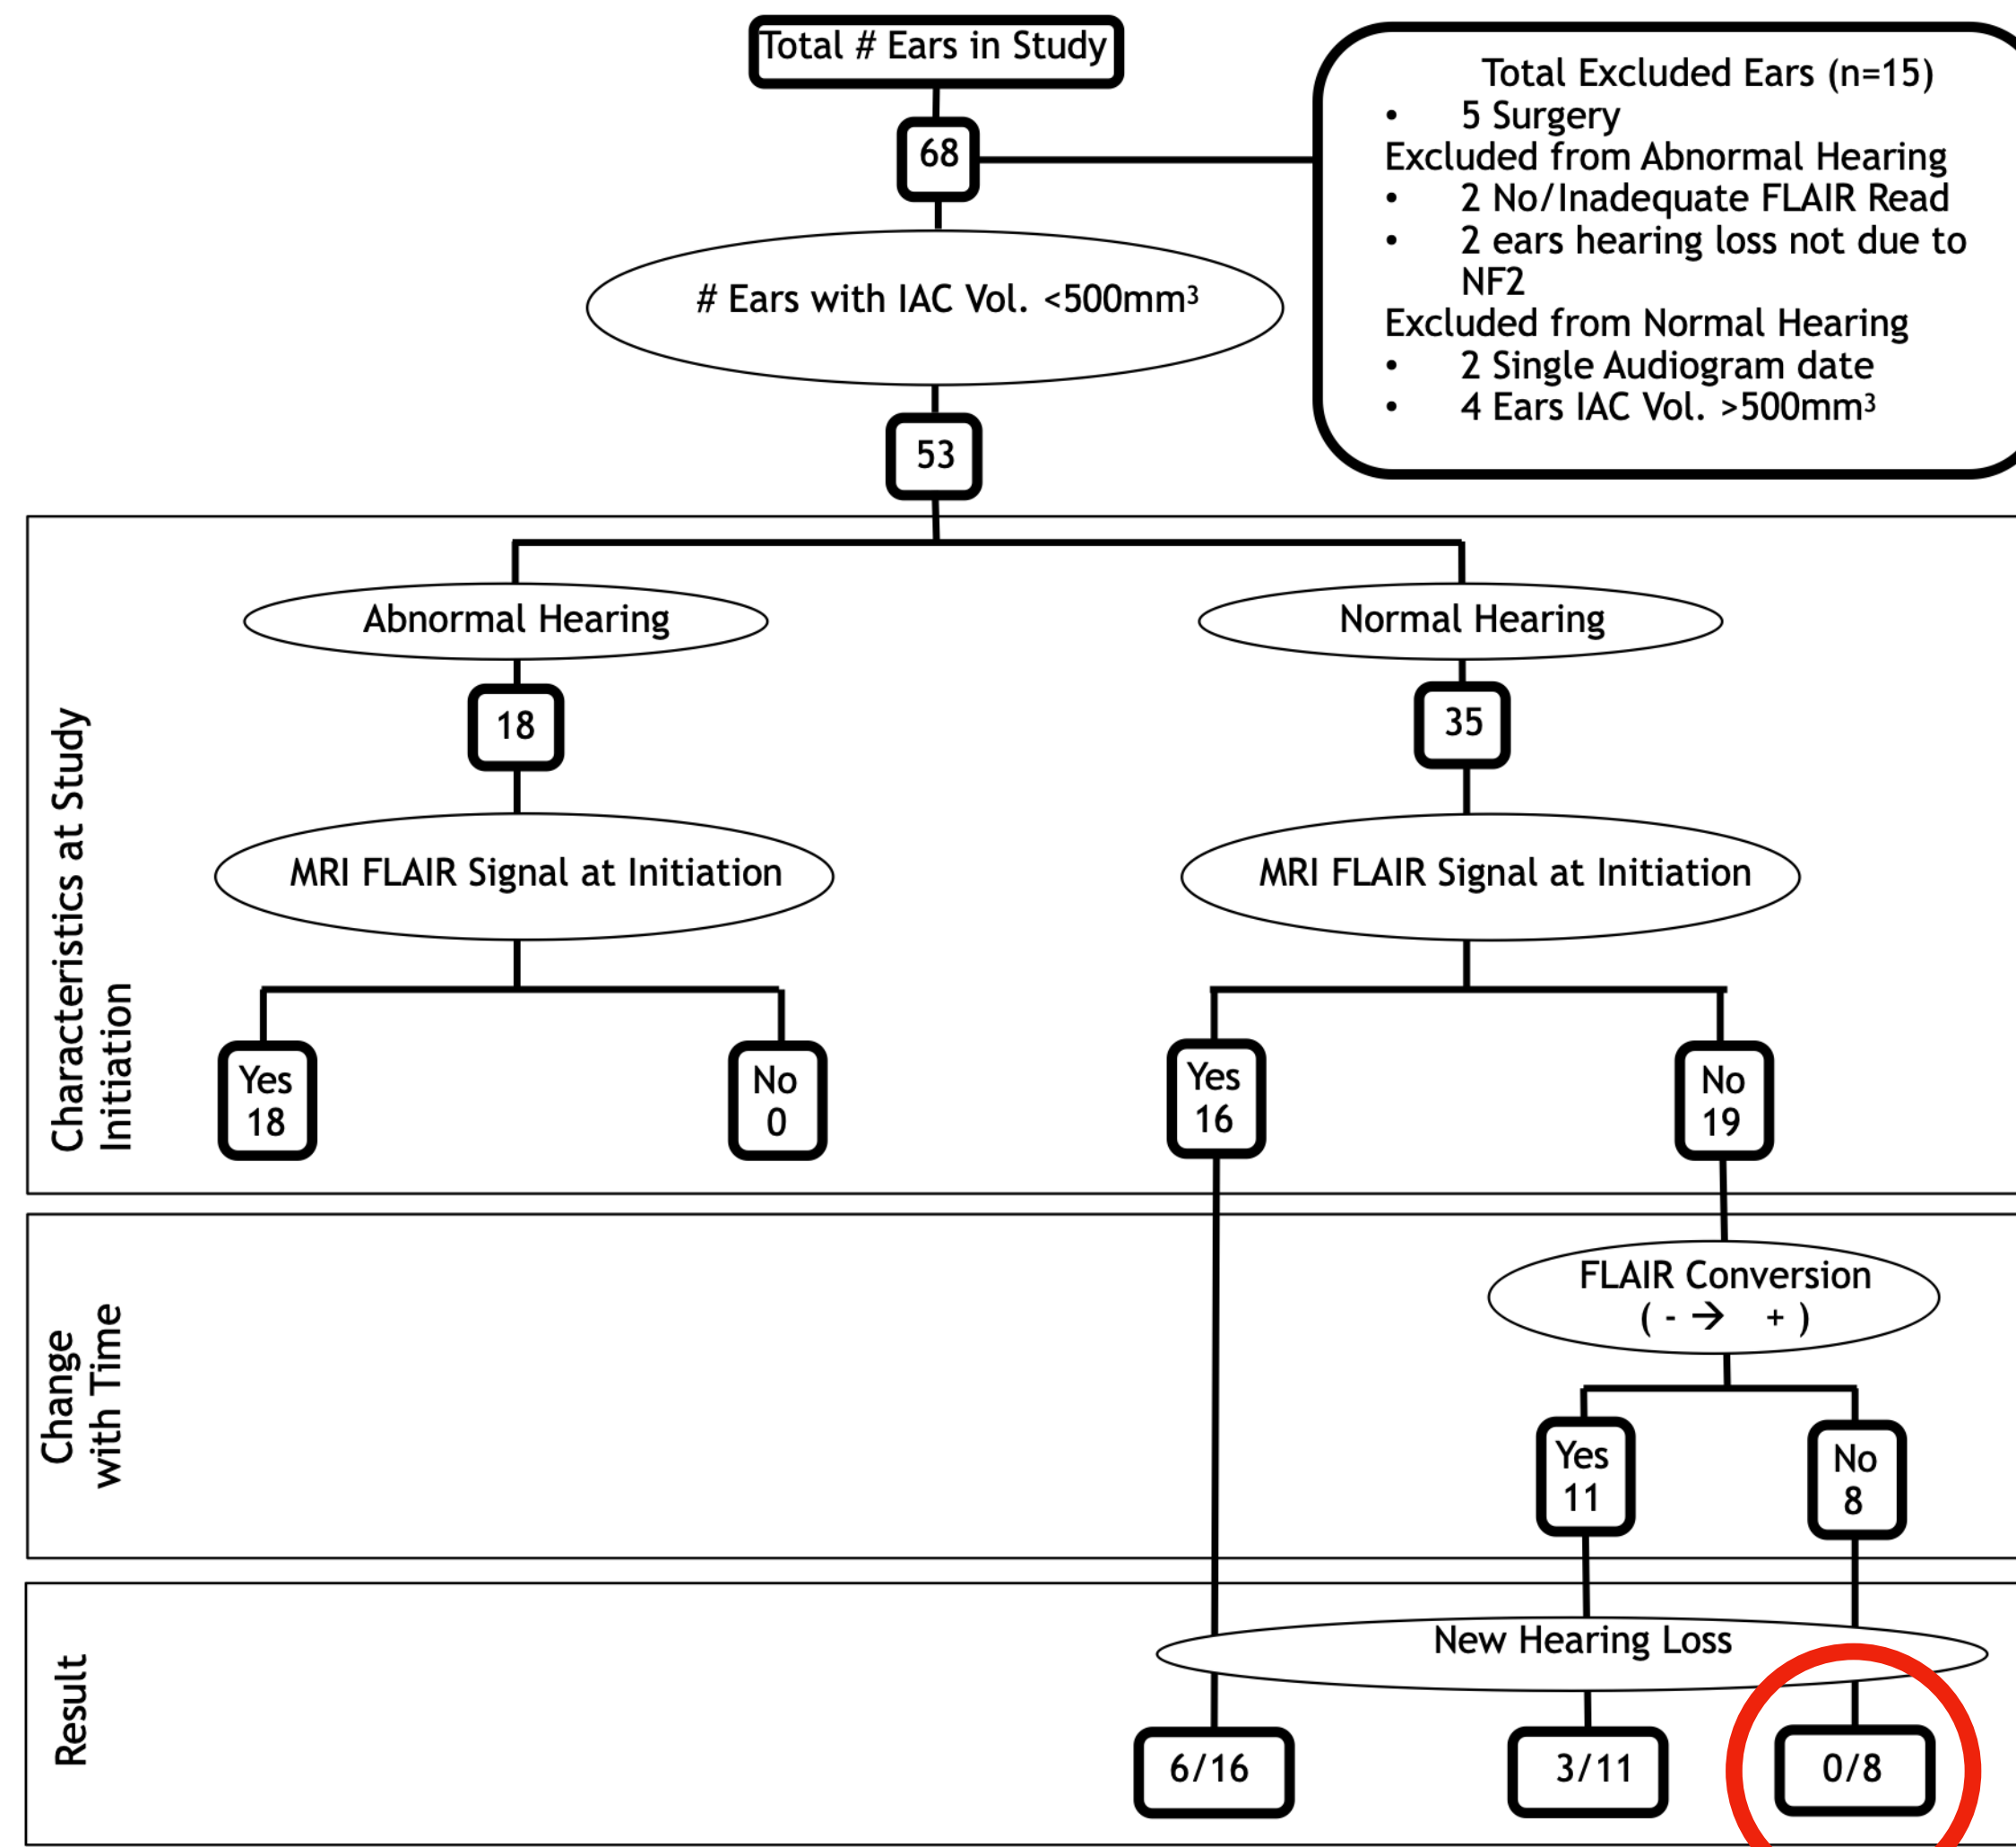 Total # Ears in Study
68
Total Excluded Ears (n=15)
• 5 Surgery
Excluded from Abnormal Hearing
• 2 No/Inadequate FLAIR Read
• 2 ears hearing loss not due to
NF2
Excluded from Normal Hearing
• 2 Single Audiogram date
• 4 Ears IAC Vol. >500mm³
# Ears with IAC Vol. <500mm³
53
Characteristics at Study
Initiation
Abnormal Hearing
Normal Hearing
18
35
MRI FLAIR Signal at Initiation
MRI FLAIR Signal at Initiation
Yes
18
No
0
Yes
16
No
19
Change
with Time
FLAIR Conversion
( - → + )
Yes
11
No
8
Result
New Hearing Loss
6/16
3/11
0/8